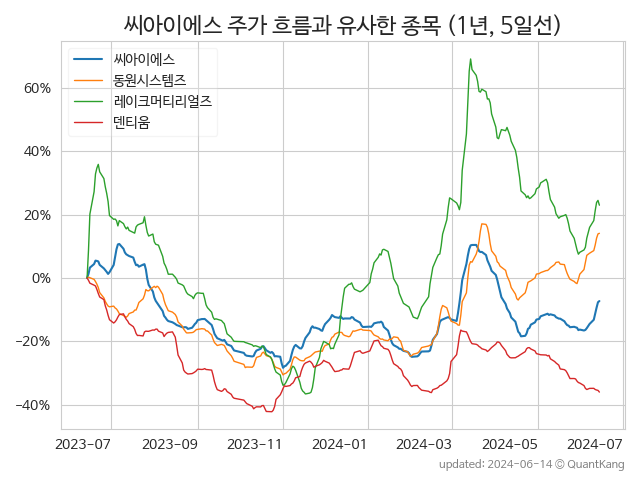 씨아이에스 주가 흐름과 유사한 종목 (1년, 5일선)
씨아이에스
동원시스템즈
레이크머티리얼즈
덴티움
60%
40%
20%
0%
−20%
−40%
2023-07 2023-09 2023-11 2024-01 2024-03 2024-05 2024-07
updated: 2024-06-14 © QuantKang